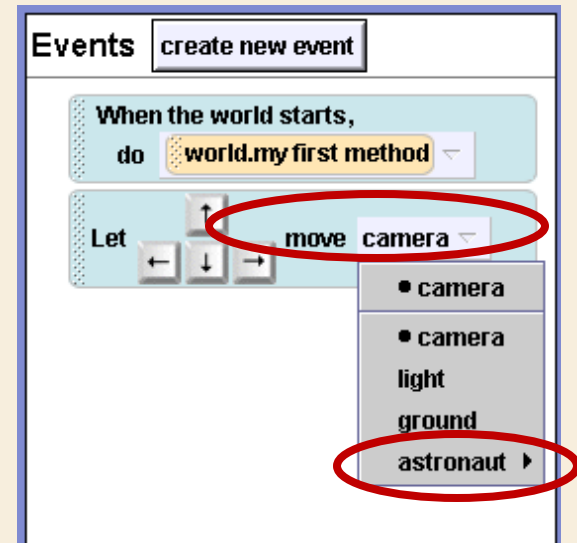 Events create new event
When the world starts,
do world.my first method
Let ↑ ← ↓ → move camera
camera
camera
light
ground
astronaut